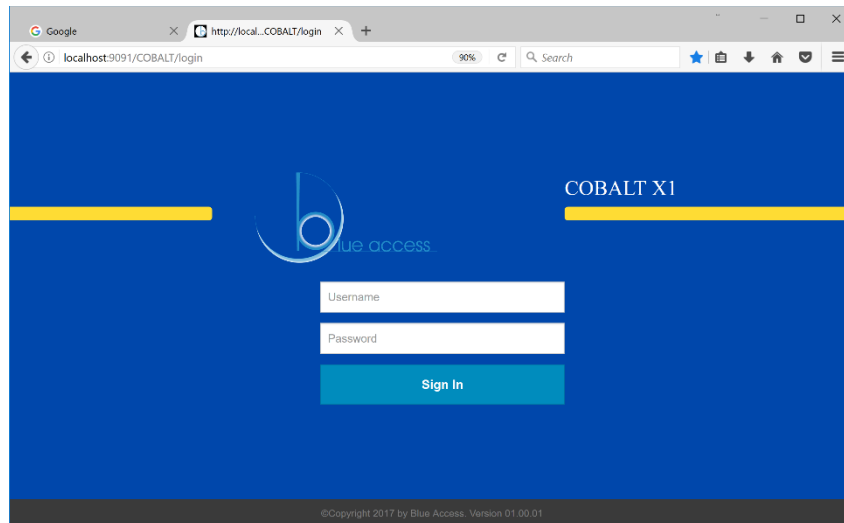 Google
http://local...COBALT/login
localhost:9091/COBALT/login
90%
Search
COBALT X1
blue access
Username
Password
Sign In
©Copyright 2017 by Blue Access. Version 01.00.01